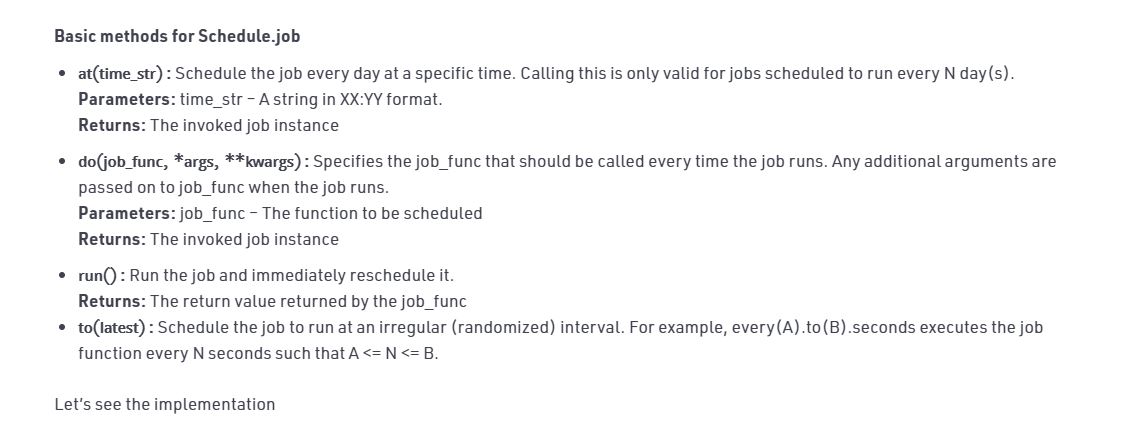 Basic methods for Schedule.job
• at(time_str) : Schedule the job every day at a specific time. Calling this is only valid for jobs scheduled to run every N day(s).
Parameters: time_str – A string in XX:YY format.
Returns: The invoked job instance
• do(job_func, *args, **kwargs) : Specifies the job_func that should be called every time the job runs. Any additional arguments are
passed on to job_func when the job runs.
Parameters: job_func – The function to be scheduled
Returns: The invoked job instance
• run() : Run the job and immediately reschedule it.
Returns: The return value returned by the job_func
• to(latest) : Schedule the job to run at an irregular (randomized) interval. For example, every(A).to(B).seconds executes the job
function every N seconds such that A <= N <= B.
Let’s see the implementation